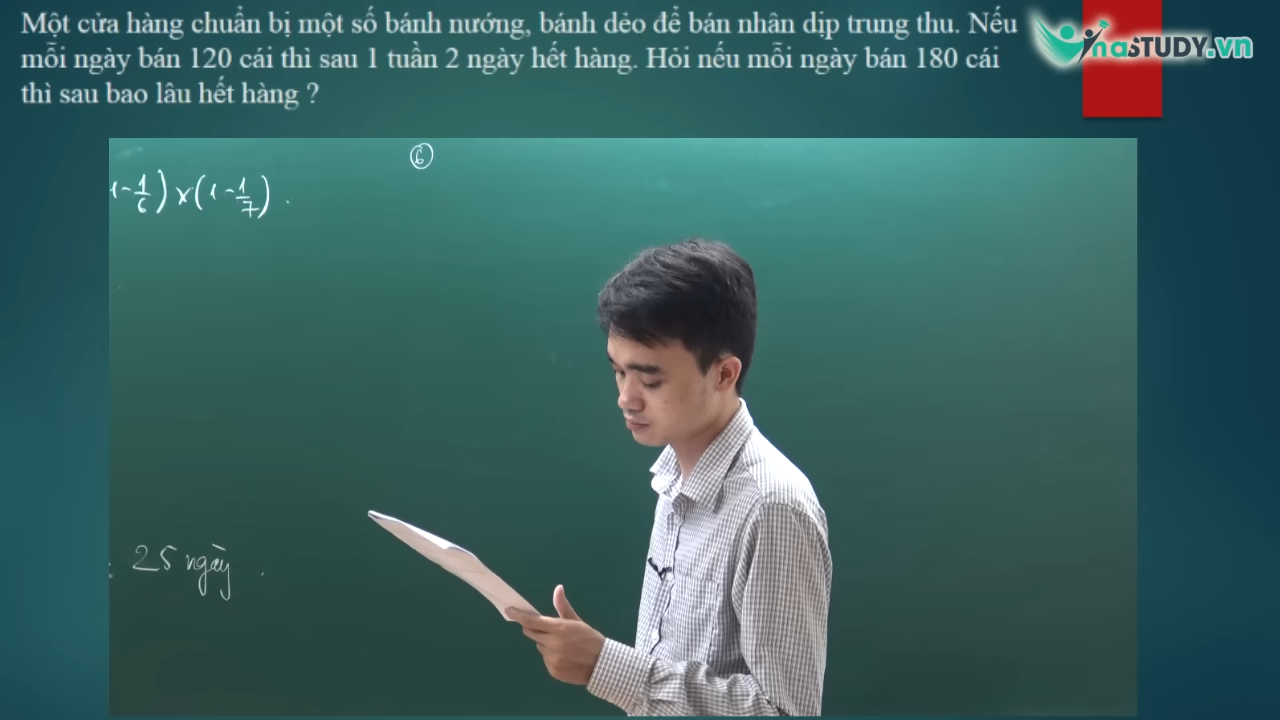 Một cửa hàng chuẩn bị một số bánh nướng, bánh dẻo để bán nhân dịp trung thu. Nếu
mỗi ngày bán 120 cái thì sau 1 tuần 2 ngày hết hàng. Hỏi nếu mỗi ngày bán 180 cái
thì sau bao lâu hết hàng ?
VinaSTUDY.vn
6
1-1/6) x (1-1/7) .
: 25 ngày .